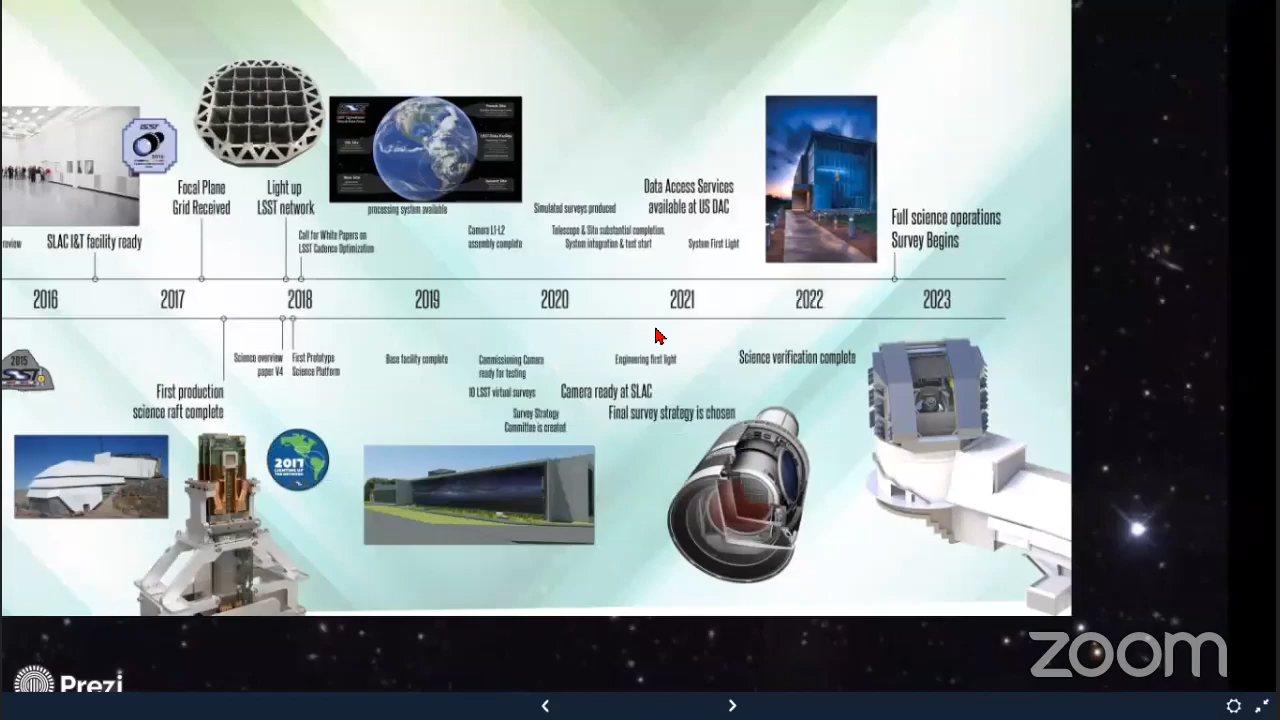 Focal Plane
Grid Received
Light up
LSST network
processing system available
SLAC I&T facility ready
Call for White Papers on
LSST Cadence Optimization
Camera L1-L2
assembly complete
Simulated surveys produced
Telescope & Site substantial completion.
System integration & test start
Data Access Services
available at US DAC
System First Light
Full science operations
Survey Begins
2016
2017
2018
2019
2020
2021
2022
2023
2015
First production
science raft complete
Science overview
paper V4
First Prototype
Science Platform
Base facility complete
Commissioning Camera
ready for testing
10 LSST virtual surveys
Survey Strategy
Committee is created
Engineering first light
Camera ready at SLAC
Final survey strategy is chosen
Science verification complete
2017
LIGHTING UP
THE NETWORK
zoom
Prezi